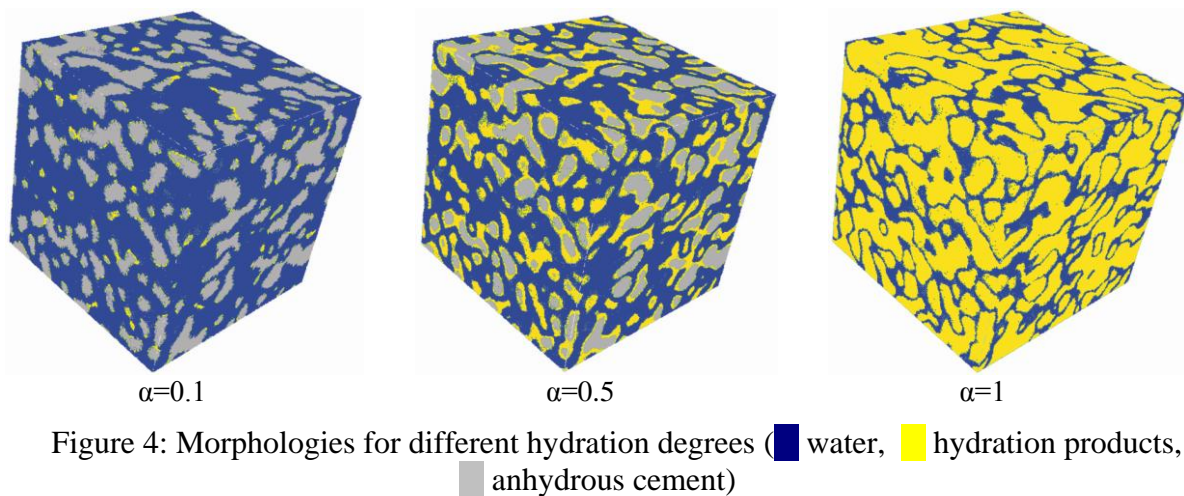 α=0.1 α=0.5 α=1
Figure 4: Morphologies for different hydration degrees ( water, hydration products,
anhydrous cement)